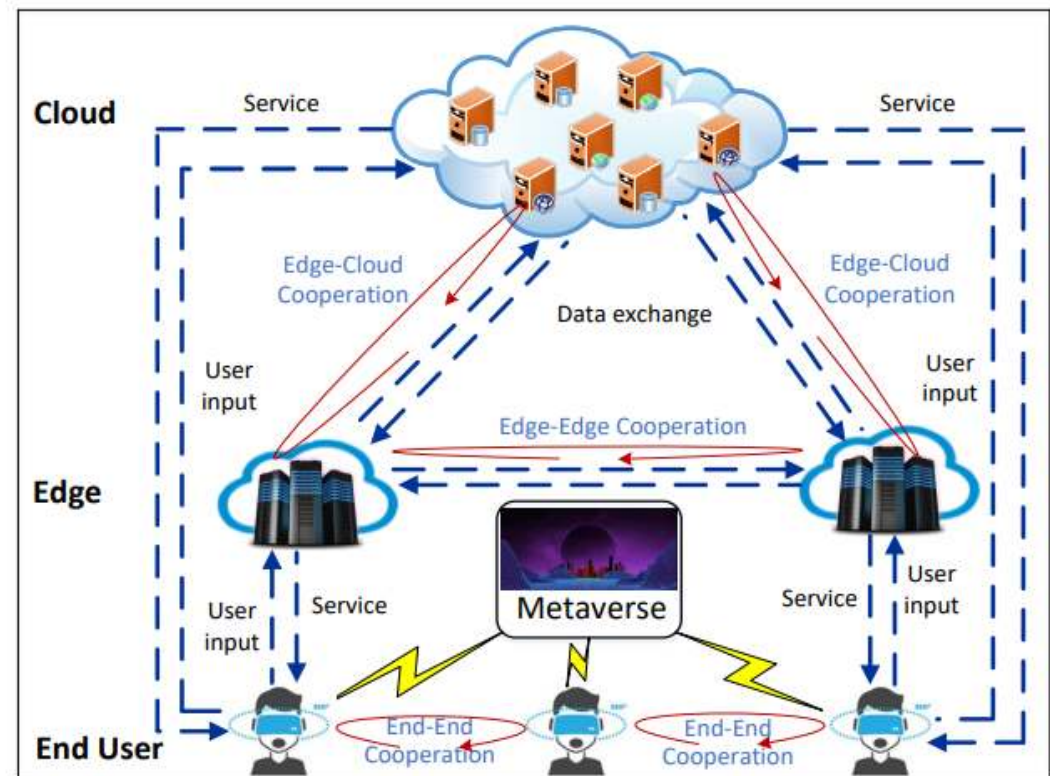 Cloud
Service
Service
Edge-Cloud
Cooperation
Edge-Cloud
Cooperation
Data exchange
User
input
User
input
Edge-Edge Cooperation
Edge
Metaverse
User
input
Service
Service
User
input
End User
End-End
Cooperation
End-End
Cooperation